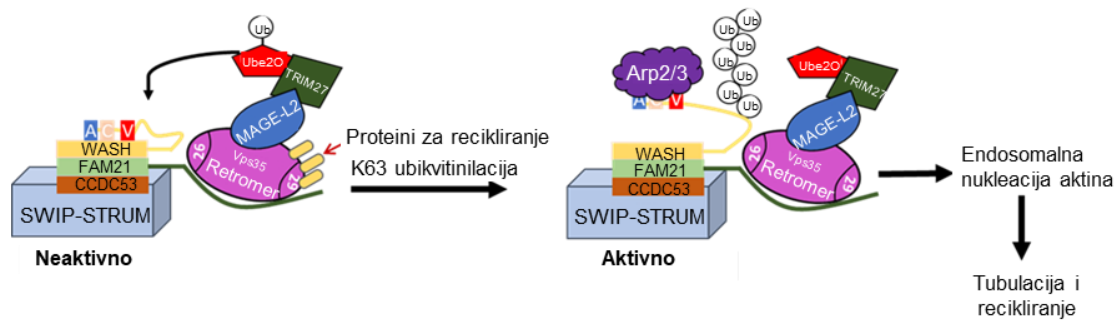 Ub
Ube2O
TRIM27
MAGE-L2
A C V
WASH
FAM21
CCDC53
SWIP-STRUM
26
Vps35
Retromer
29
Neaktivno
Proteini za recikliranje
K63 ubikvitinilacija
Arp2/3
A C V
Ub
Ub
Ub
Ub
Ub
Ub
Ub
Ub
Ube2O
TRIM27
MAGE-L2
WASH
FAM21
CCDC53
SWIP-STRUM
26
Vps35
Retromer
29
Aktivno
Endosomalna
nukleacija aktina
Tubulacija i
recikliranje